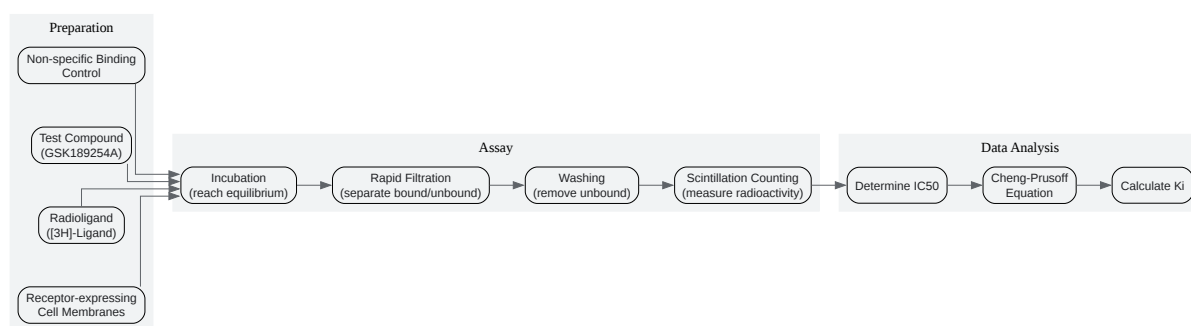 Preparation
Non-specific Binding
Control
Test Compound
(GSK189254A)
Radioligand
([3H]-Ligand)
Receptor-expressing
Cell Membranes
Assay
Incubation
(reach equilibrium)
Rapid Filtration
(separate bound/unbound)
Washing
(remove unbound)
Scintillation Counting
(measure radioactivity)
Data Analysis
Determine IC50
Cheng-Prusoff
Equation
Calculate Ki